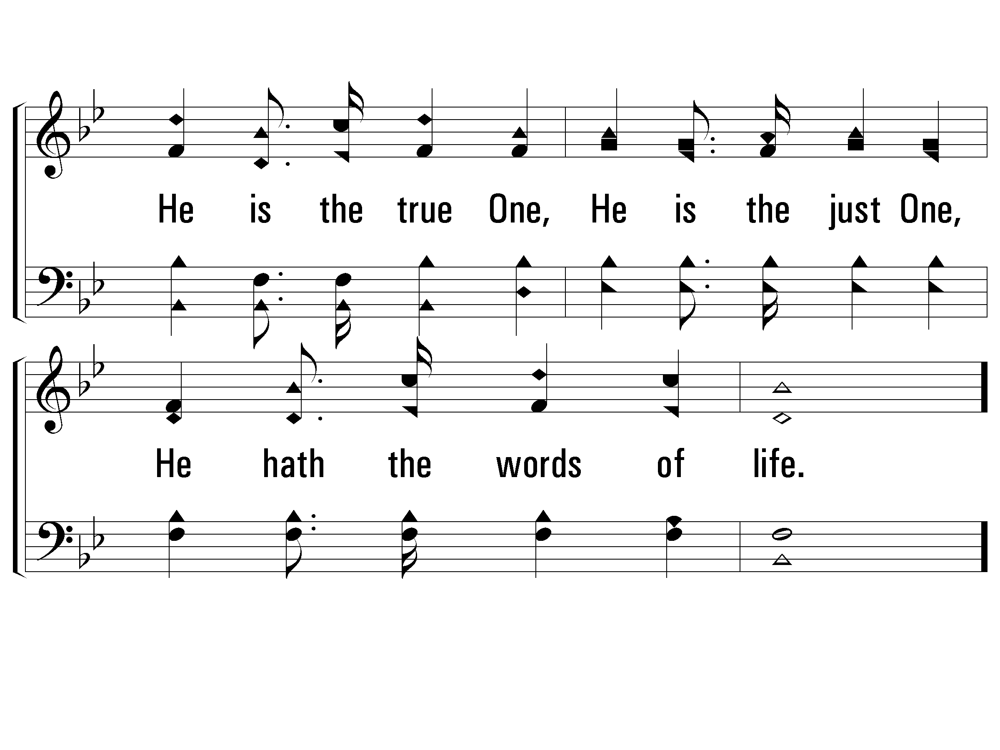 He is the true One, He is the just One,
He hath the words of life.